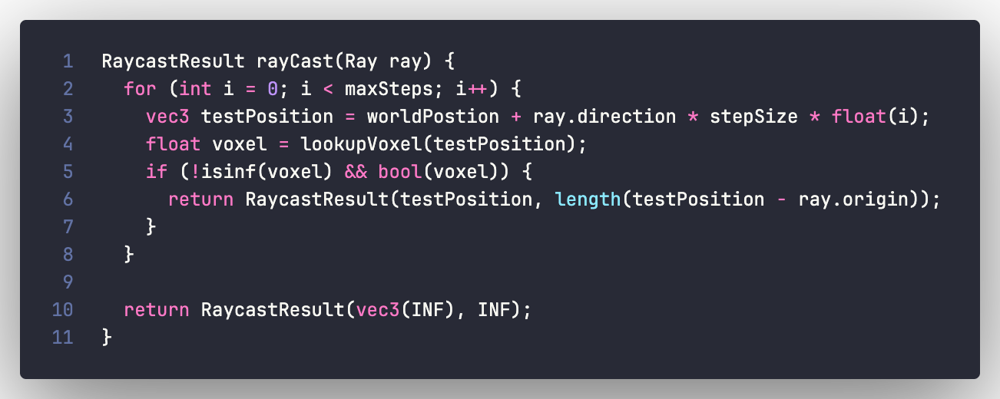 1 RaycastResult rayCast(Ray ray) {
2 for (int i = 0; i < maxSteps; i++) {
3 vec3 testPosition = worldPostion + ray.direction * stepSize * float(i);
4 float voxel = lookupVoxel(testPosition);
5 if (!isinf(voxel) && bool(voxel)) {
6 return RaycastResult(testPosition, length(testPosition - ray.origin));
7 }
8 }
9
10 return RaycastResult(vec3(INF), INF);
11 }